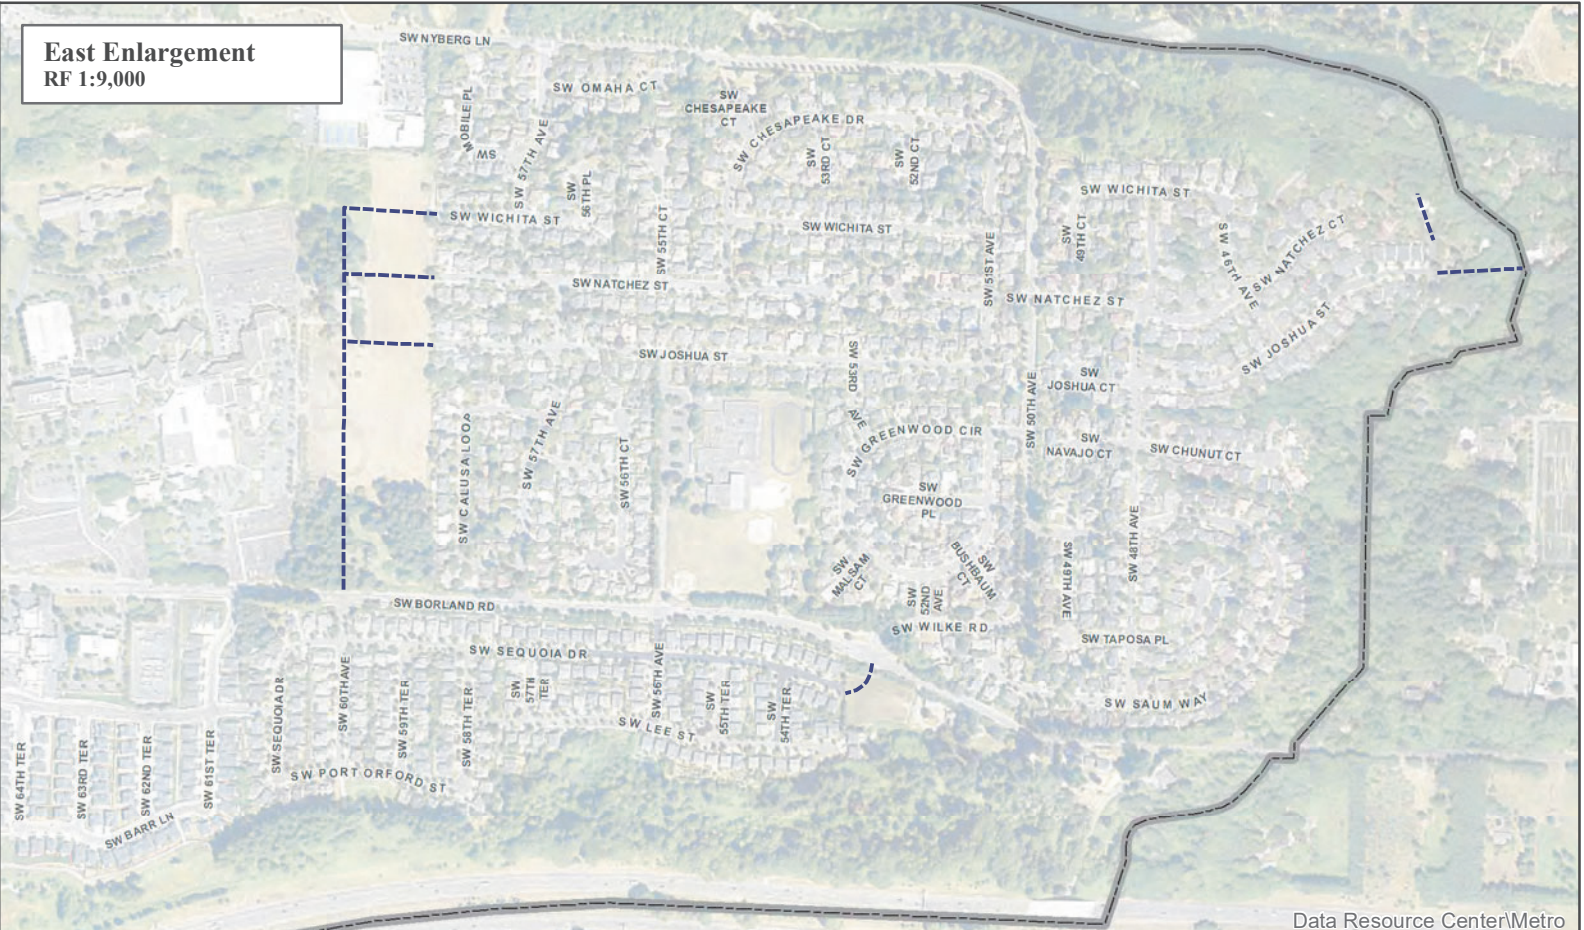 East Enlargement
RF 1:9,000
SW NYBERG LN
SW OMAHA CT
SW
CHESAPEAKE
CT
SW CHESAPEAKE DR
MOBILE PL
SW
SW 57TH AVE
SW
56TH PL
SW
53RD CT
SW
52ND CT
SW WICHITA ST
SW WICHITA ST
SW WICHITA ST
SW 55TH CT
SW 51ST AVE
SW
49TH CT
SW 46TH AVE
SW NATCHEZ CT
SW NATCHEZ ST
SW NATCHEZ ST
SW JOSHUA ST
SW JOSHUA ST
SW 53RD AVE
SW
JOSHUA CT
SW 50TH AVE
SW CALUSA LOOP
SW 57TH AVE
SW 56TH CT
SW GREENWOOD CIR
SW
NAVAJO CT
SW CHUNUT CT
SW
GREENWOOD
PL
SW 48TH AVE
SW
MALSAM
CT
SW
BUSHBAUM
CT
SW 49TH AVE
SW
52ND
AVE
SW BORLAND RD
SW WILKE RD
SW TAPOSA PL
SW SEQUOIA DR
SW SEQUOIA DR
SW 60TH AVE
SW 59TH TER
SW 58TH TER
SW
57TH
TER
SW 56TH AVE
SW
55TH TER
SW
54TH TER
SW SAUM WAY
SW LEE ST
SW 64TH TER
SW 63RD TER
SW 62ND TER
SW 61ST TER
SW PORT ORFORD ST
SW BARR LN
Data Resource Center\Metro